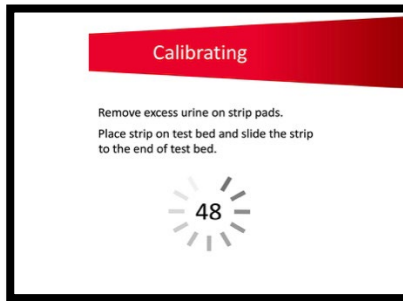 Calibrating
Remove excess urine on strip pads.
Place strip on test bed and slide the strip
to the end of test bed.
48